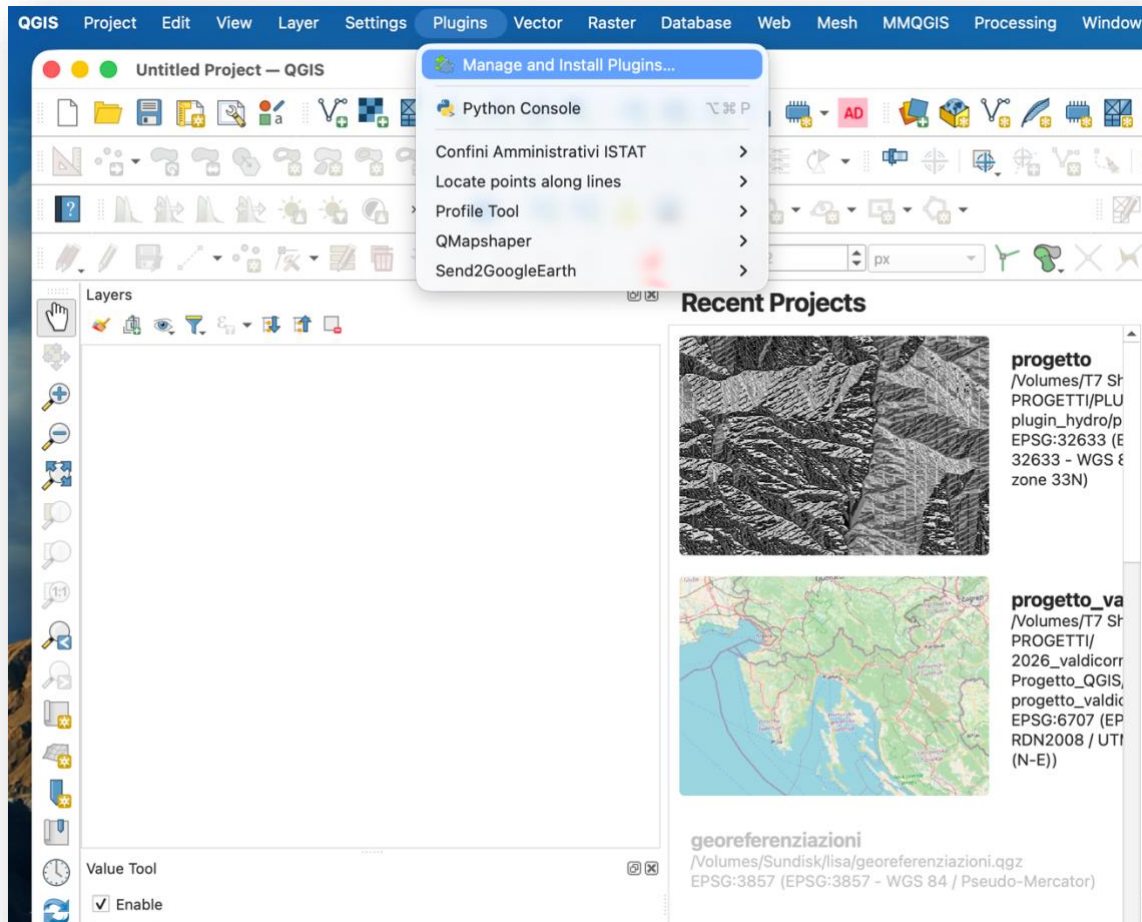 QGIS Project Edit View Layer Settings Plugins Vector Raster Database Web Mesh MMQGIS Processing Window
Untitled Project — QGIS
Manage and Install Plugins...
Python Console ⌥⌘P
Confini Amministrativi ISTAT
Locate points along lines
Profile Tool
QMapshaper
Send2GoogleEarth
AD
px
Layers
Recent Projects
progetto
/Volumes/T7 Sh
PROGETTI/PLU
plugin_hydro/p
EPSG:32633 (E
32633 - WGS 8
zone 33N)
progetto_va
/Volumes/T7 Sh
PROGETTI/
2026_valdicorn
Progetto_QGIS/
progetto_valdic
EPSG:6707 (EP
RDN2008 / UTM
(N-E))
georeferenziazioni
/Volumes/Sundisk/lisa/georeferenziazioni.qgz
EPSG:3857 (EPSG:3857 - WGS 84 / Pseudo-Mercator)
Value Tool
Enable